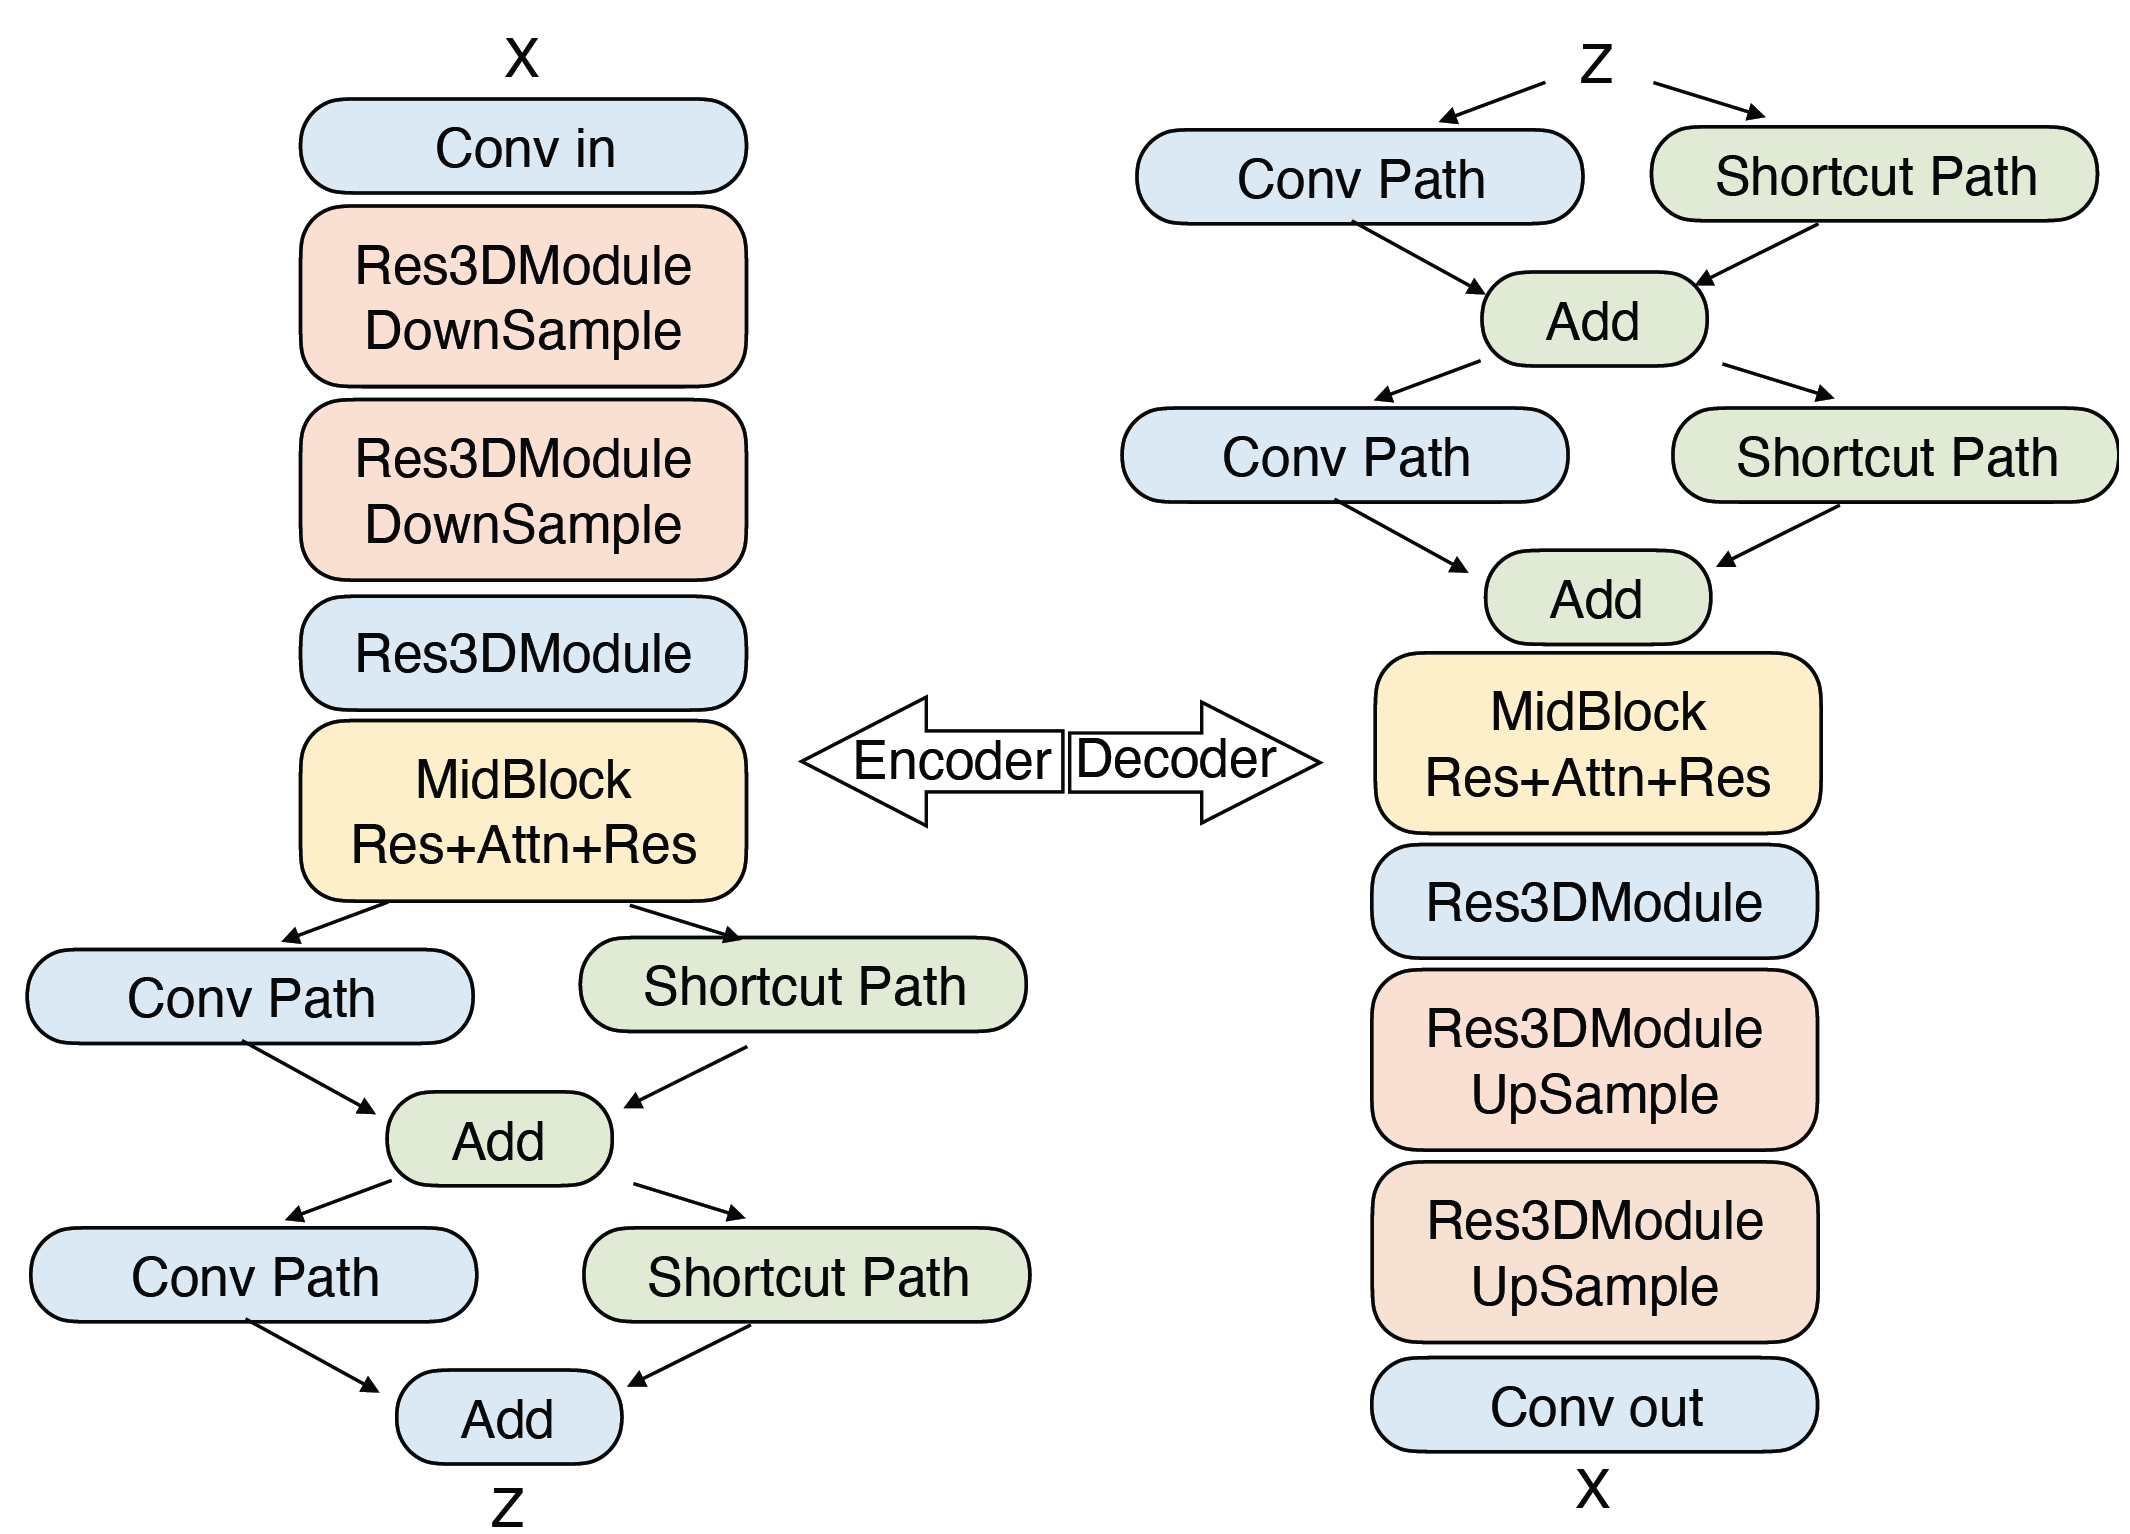 X
Conv in
Res3DModule
DownSample
Res3DModule
DownSample
Res3DModule
MidBlock
Res+Attn+Res
Conv Path
Shortcut Path
Add
Conv Path
Shortcut Path
Add
Z
Encoder
Decoder
Z
Conv Path
Shortcut Path
Add
Conv Path
Shortcut Path
Add
MidBlock
Res+Attn+Res
Res3DModule
Res3DModule
UpSample
Res3DModule
UpSample
Conv out
X